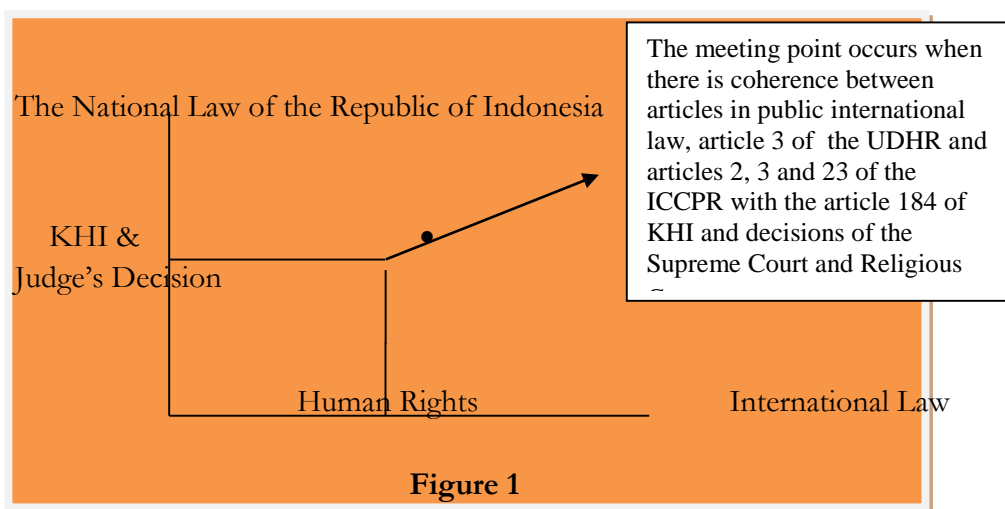 The meeting point occurs when
there is coherence between
articles in public international
law, article 3 of the UDHR and
articles 2, 3 and 23 of the
ICCPR with the article 184 of
KHI and decisions of the
Supreme Court and Religious
The National Law of the Republic of Indonesia
KHI &
Judge's Decision
Human Rights
International Law
Figure 1